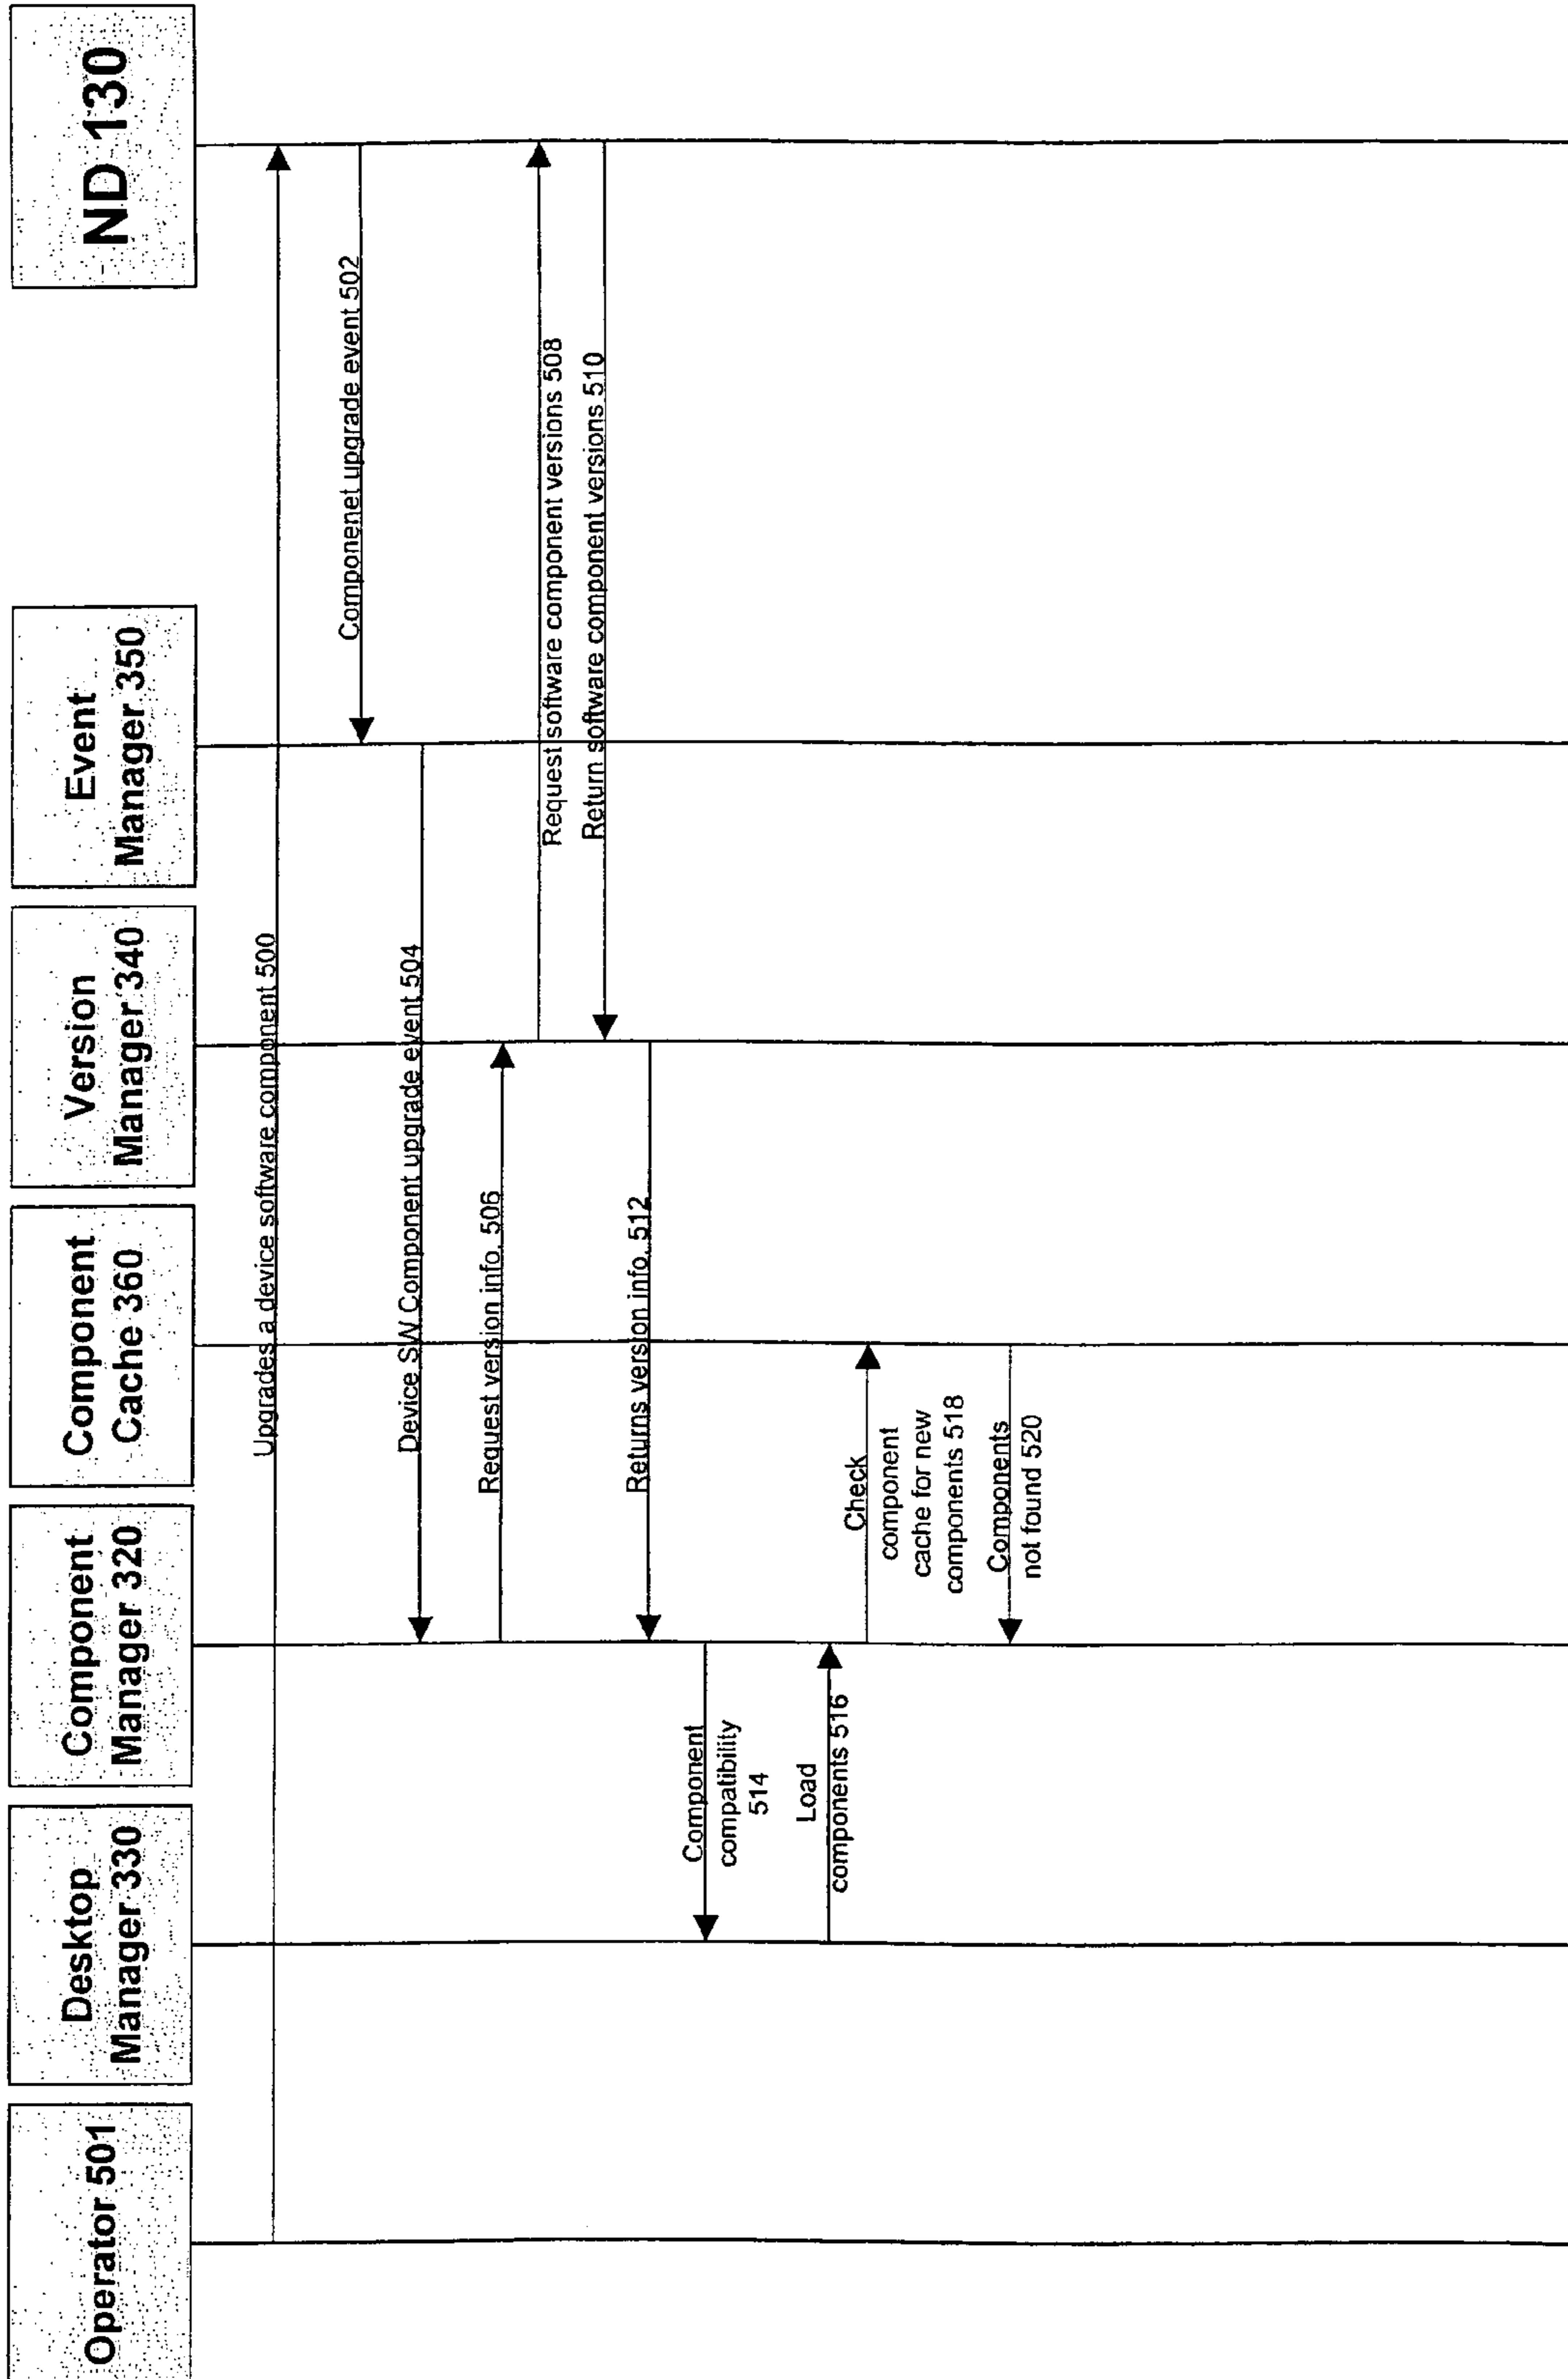 Operator 501
Desktop
Manager 330
Component
Manager 320
Component
Cache 360
Version
Manager 340
Event
Manager 350
ND 130
Upgrades a device software component 500
Componenet upgrade event 502
Device SW Component upgrade event 504
Request version info. 506
Request software component versions 508
Return software component versions 510
Returns version info. 512
Component
compatibility
514
Load
components 516
Check
component
cache for new
components 518
Components
not found 520